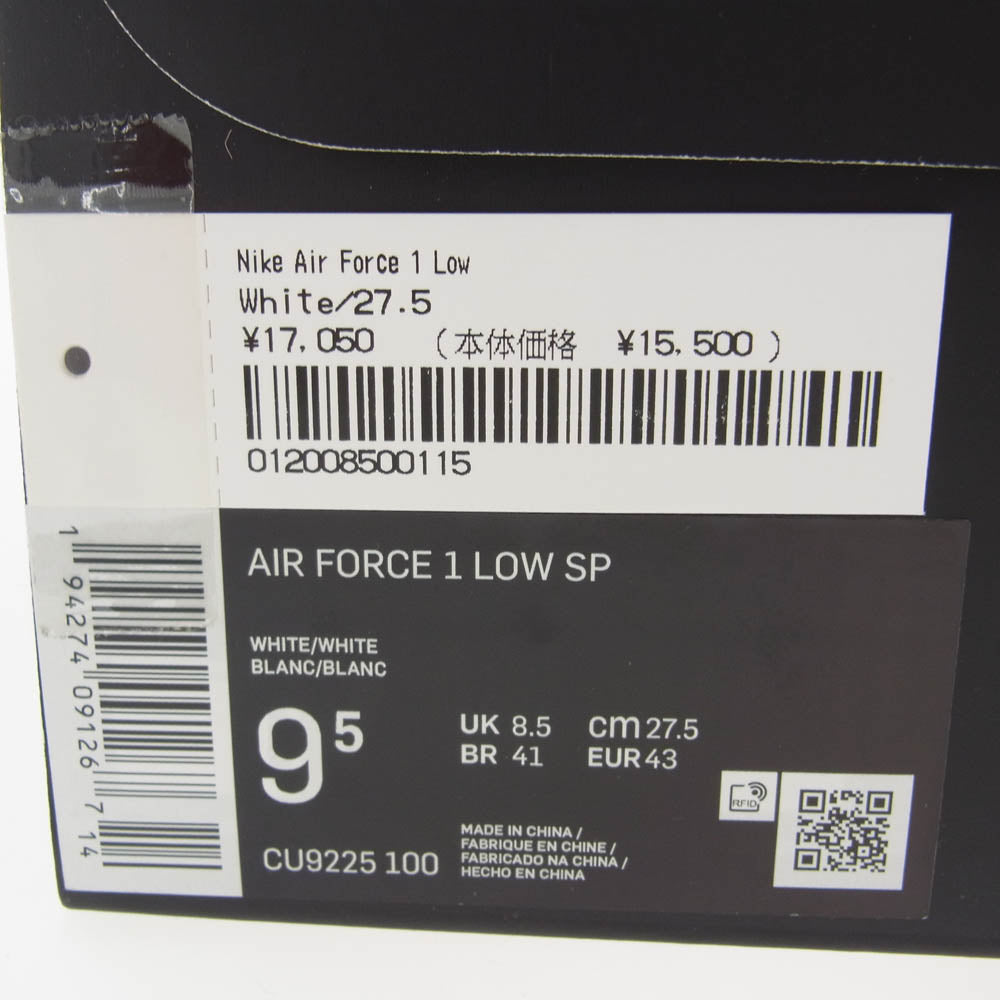 Nike Air Force 1 Low
White/27.5
¥17,050 (本体価格 ¥15,500 )
012008500115
1 94274 09126 7 14
AIR FORCE 1 LOW SP
WHITE/WHITE
BLANC/BLANC
9 5
UK 8.5 cm 27.5
BR 41 EUR 43
RFID
CU9225 100
MADE IN CHINA /
FABRIQUE EN CHINE /
FABRICADO NA CHINA /
HECHO EN CHINA